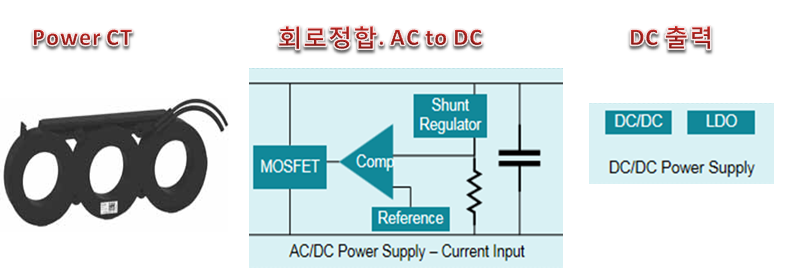 Power CT
회로정합. AC to DC
DC 출력
Shunt
Regulator
MOSFET
Comp
Reference
AC/DC Power Supply – Current Input
DC/DC
LDO
DC/DC Power Supply